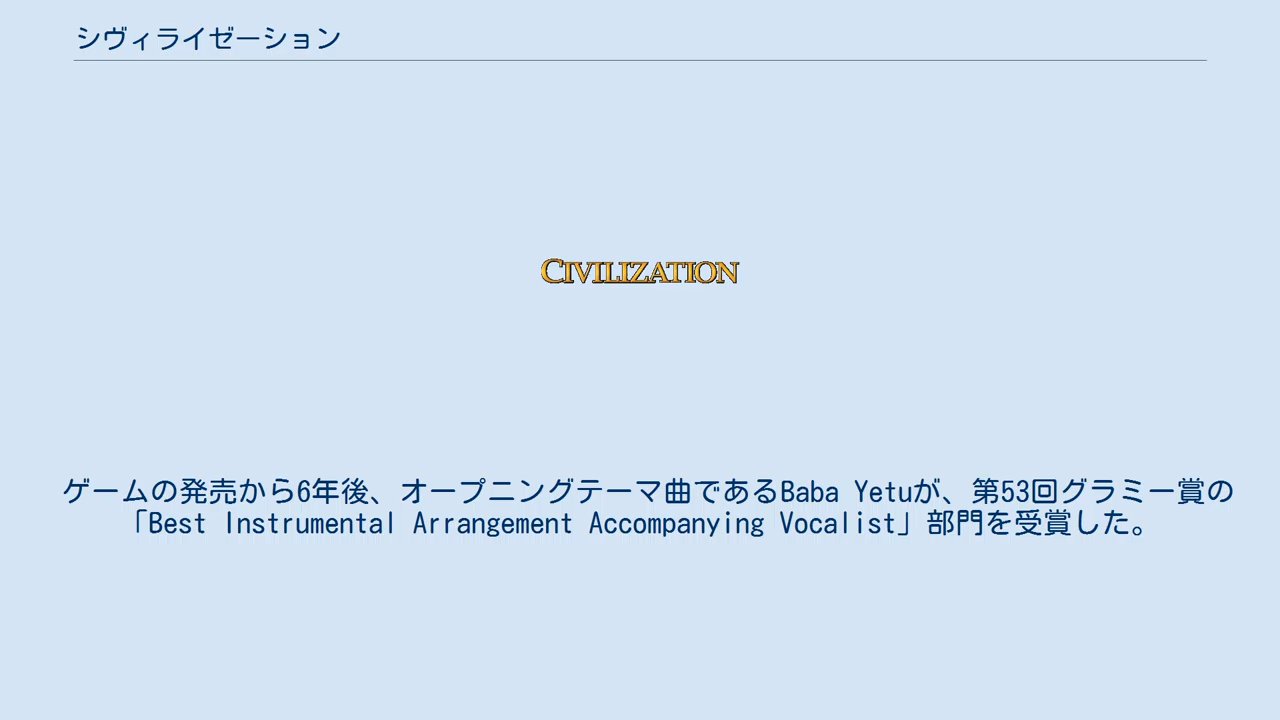 シヴィライゼーション
CIVILIZATION
ゲームの発売から6年後、オープニングテーマ曲であるBaba Yetuが、第53回グラミー賞の
「Best Instrumental Arrangement Accompanying Vocalist」部門を受賞した。